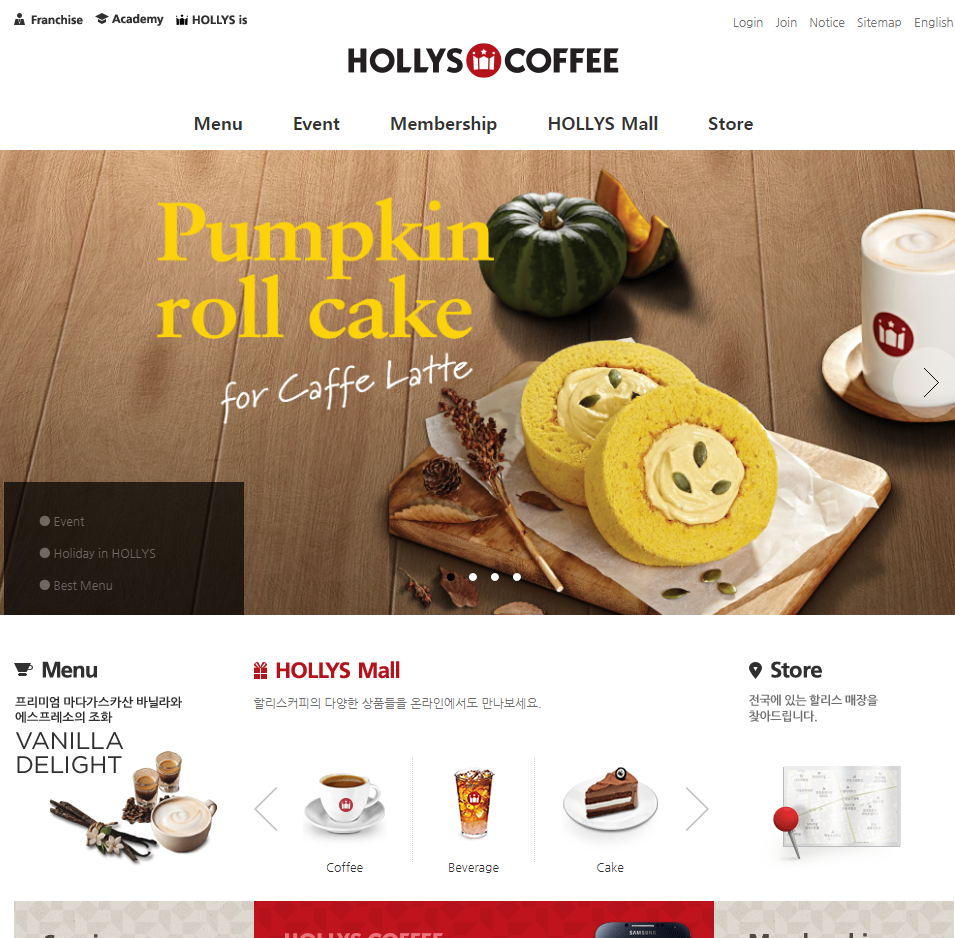 Franchise Academy HOLLYS is
Login Join Notice Sitemap English
HOLLYS COFFEE
Menu Event Membership HOLLYS Mall Store
Pumpkin
roll cake
for Caffe Latte
Event
Holiday in HOLLYS
Best Menu
Menu
프리미엄 마다가스카산 바닐라와
에스프레소의 조화
VANILLA
DELIGHT
HOLLYS Mall
할리스커피의 다양한 상품들을 온라인에서도 만나보세요.
Coffee
Beverage
Cake
Store
전국에 있는 할리스 매장을
찾아드립니다.
HOLLYS COFFEE
SAMSUNG